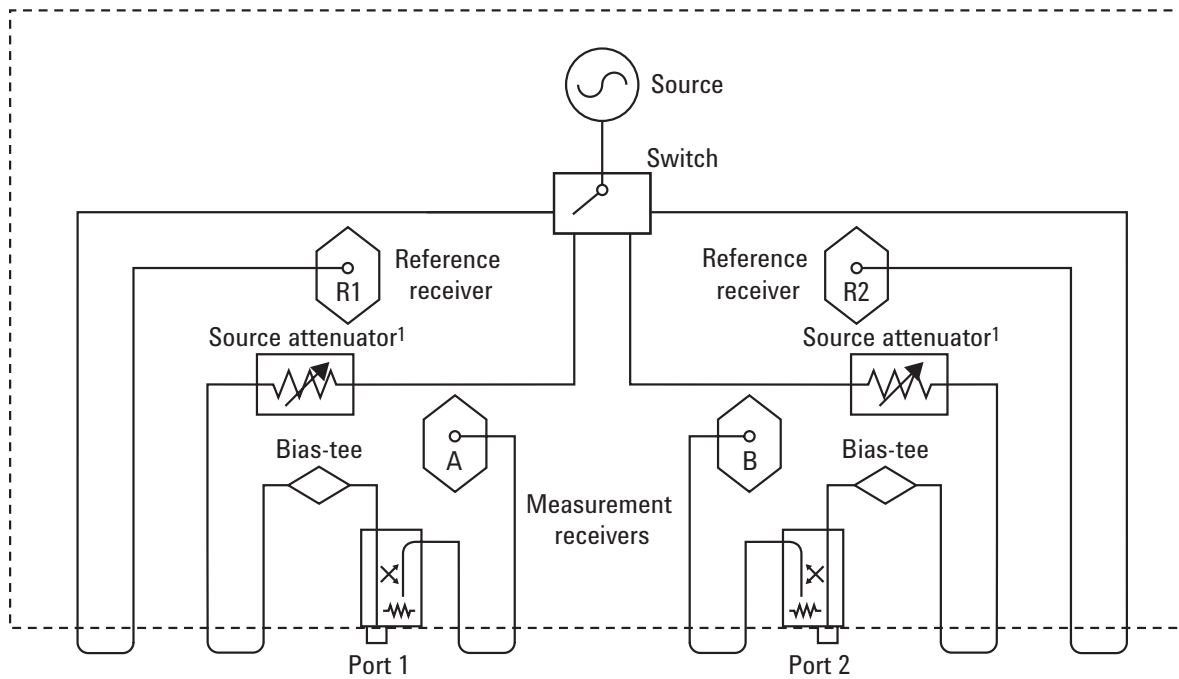 Source
Switch
Reference
receiver
R1
Reference
receiver
R2
Source attenuator1
Source attenuator1
A
B
Bias-tee
Bias-tee
Measurement
receivers
Port 1
Port 2